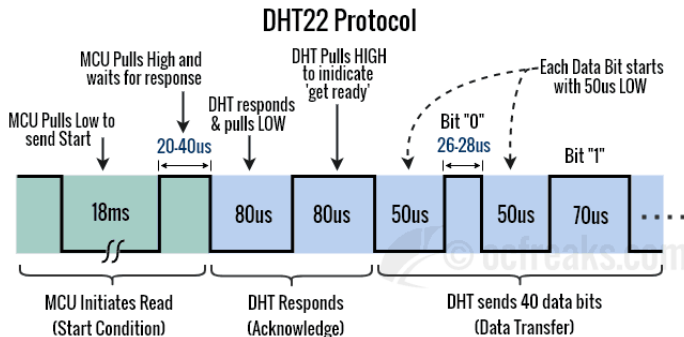 DHT22 Protocol
MCU Pulls High and
waits for response
DHT Pulls HIGH
to inidicate
'get ready'
Each Data Bit starts
with 50us LOW
MCU Pulls Low to
send Start
20-40us
DHT responds
& pulls LOW
Bit "0"
26-28us
Bit "1"
18ms
80us
80us
50us
50us
70us
© ocfreaks.com
MCU Initiates Read
(Start Condition)
DHT Responds
(Acknowledge)
DHT sends 40 data bits
(Data Transfer)